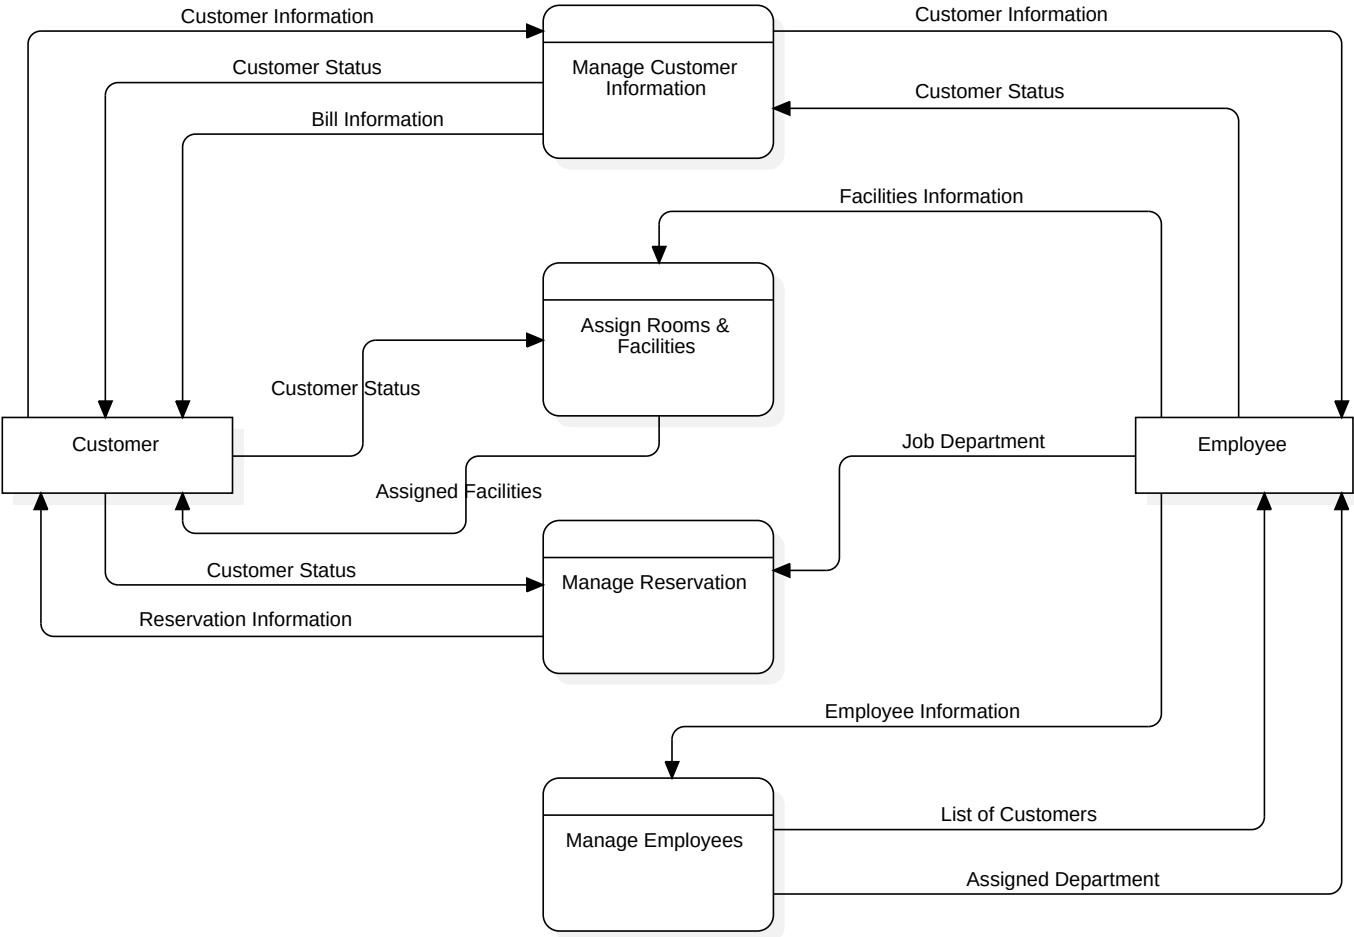 Customer Information
Customer Information
Customer Status
Manage Customer
Information
Customer Status
Bill Information
Facilities Information
Assign Rooms &
Facilities
Customer Status
Customer
Job Department
Employee
Assigned Facilities
Customer Status
Manage Reservation
Reservation Information
Employee Information
List of Customers
Manage Employees
Assigned Department